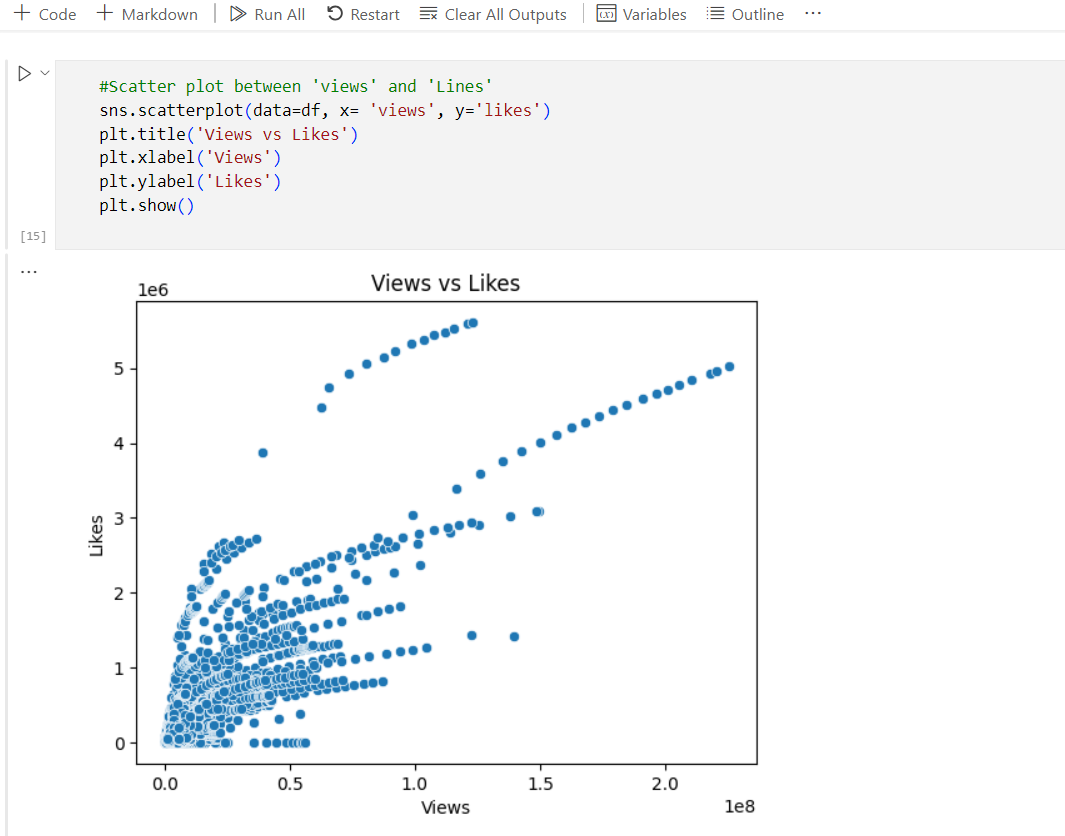 Code Markdown Run All Restart Clear All Outputs Variables Outline ...
#Scatter plot between 'views' and 'Lines'
sns.scatterplot(data=df, x= 'views', y='likes')
plt.title('Views vs Likes')
plt.xlabel('Views')
plt.ylabel('Likes')
plt.show()
[15]
...
Views vs Likes
1e6
5
4
3
2
1
0
Likes
0.0 0.5 1.0 1.5 2.0
Views
1e8